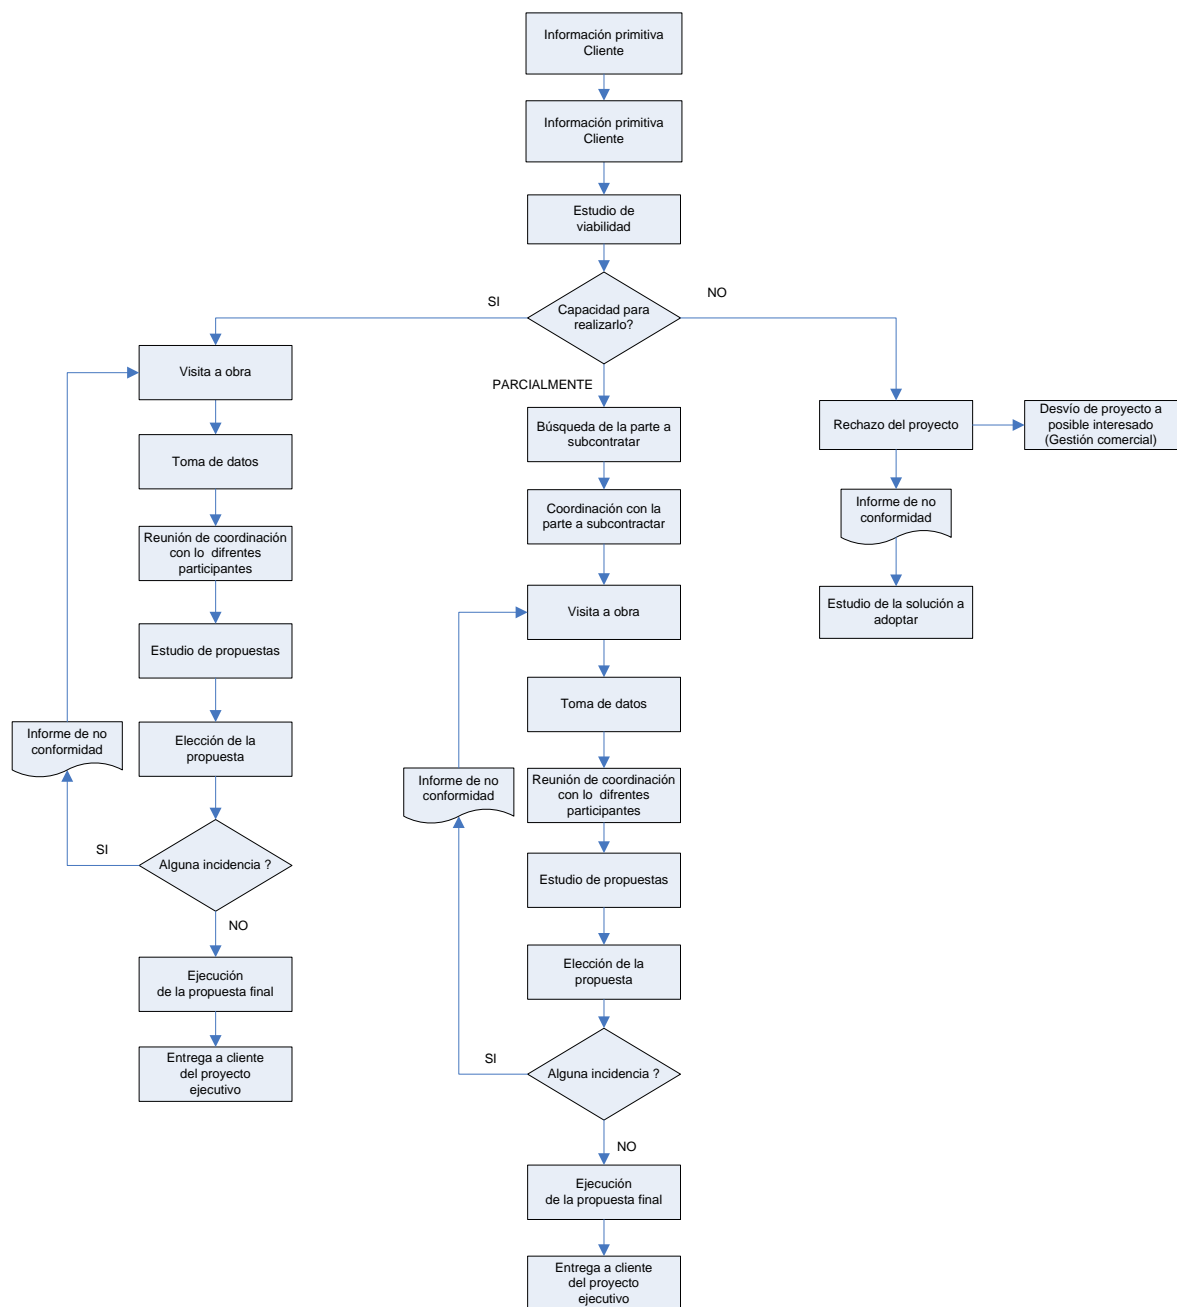 Información primitiva
Cliente
Información primitiva
Cliente
Estudio de
viabilidad
Capacidad para
realizarlo?
SI
NO
PARCIALMENTE
Visita a obra
Toma de datos
Reunión de coordinación
con lo  difrentes
participantes
Estudio de propuestas
Elección de la
propuesta
Informe de no
conformidad
Alguna incidencia ?
SI
NO
Ejecución
de la propuesta final
Entrega a cliente
del proyecto
ejecutivo
Búsqueda de la parte a
subcontratar
Coordinación con la
parte a subcontractar
Visita a obra
Toma de datos
Reunión de coordinación
con lo  difrentes
participantes
Informe de no
conformidad
Estudio de propuestas
Elección de la
propuesta
Alguna incidencia ?
SI
NO
Ejecución
de la propuesta final
Entrega a cliente
del proyecto
ejecutivo
Rechazo del proyecto
Desvío de proyecto a
posible interesado
(Gestión comercial)
Informe de no
conformidad
Estudio de la solución a
adoptar